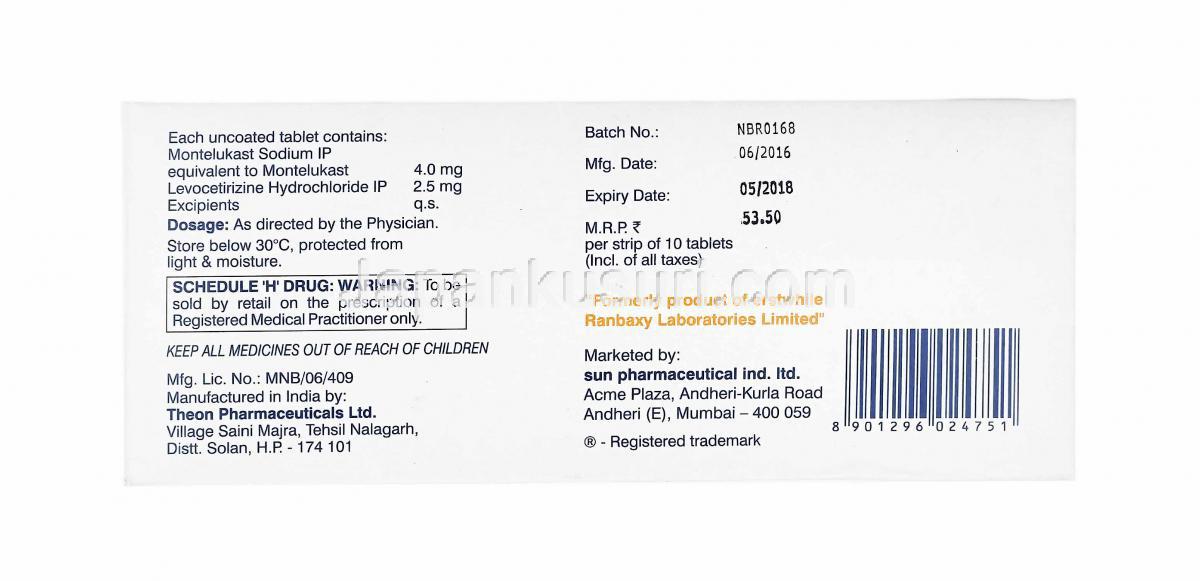 Each uncoated tablet contains:
Montelukast Sodium IP
equivalent to Montelukast 4.0 mg
Levocetirizine Hydrochloride IP 2.5 mg
Excipients q.s.
Dosage: As directed by the Physician.
Store below 30°C, protected from
light & moisture.
SCHEDULE 'H' DRUG: WARNING: To be
sold by retail on the prescription of a
Registered Medical Practitioner only.
KEEP ALL MEDICINES OUT OF REACH OF CHILDREN
Mfg. Lic. No.: MNB/06/409
Manufactured in India by:
Theon Pharmaceuticals Ltd.
Village Saini Majra, Tehsil Nalagarh,
Distt. Solan, H.P. - 174 101
Batch No.: NBR0168
Mfg. Date: 06/2016
Expiry Date: 05/2018
M.R.P. ₹ 53.50
per strip of 10 tablets
(Incl. of all taxes)
"Formerly product of erstwhile
Ranbaxy Laboratories Limited"
Marketed by:
sun pharmaceutical ind. ltd.
Acme Plaza, Andheri-Kurla Road
Andheri (E), Mumbai – 400 059
® - Registered trademark
8 901296 024751
Japankusuri.com